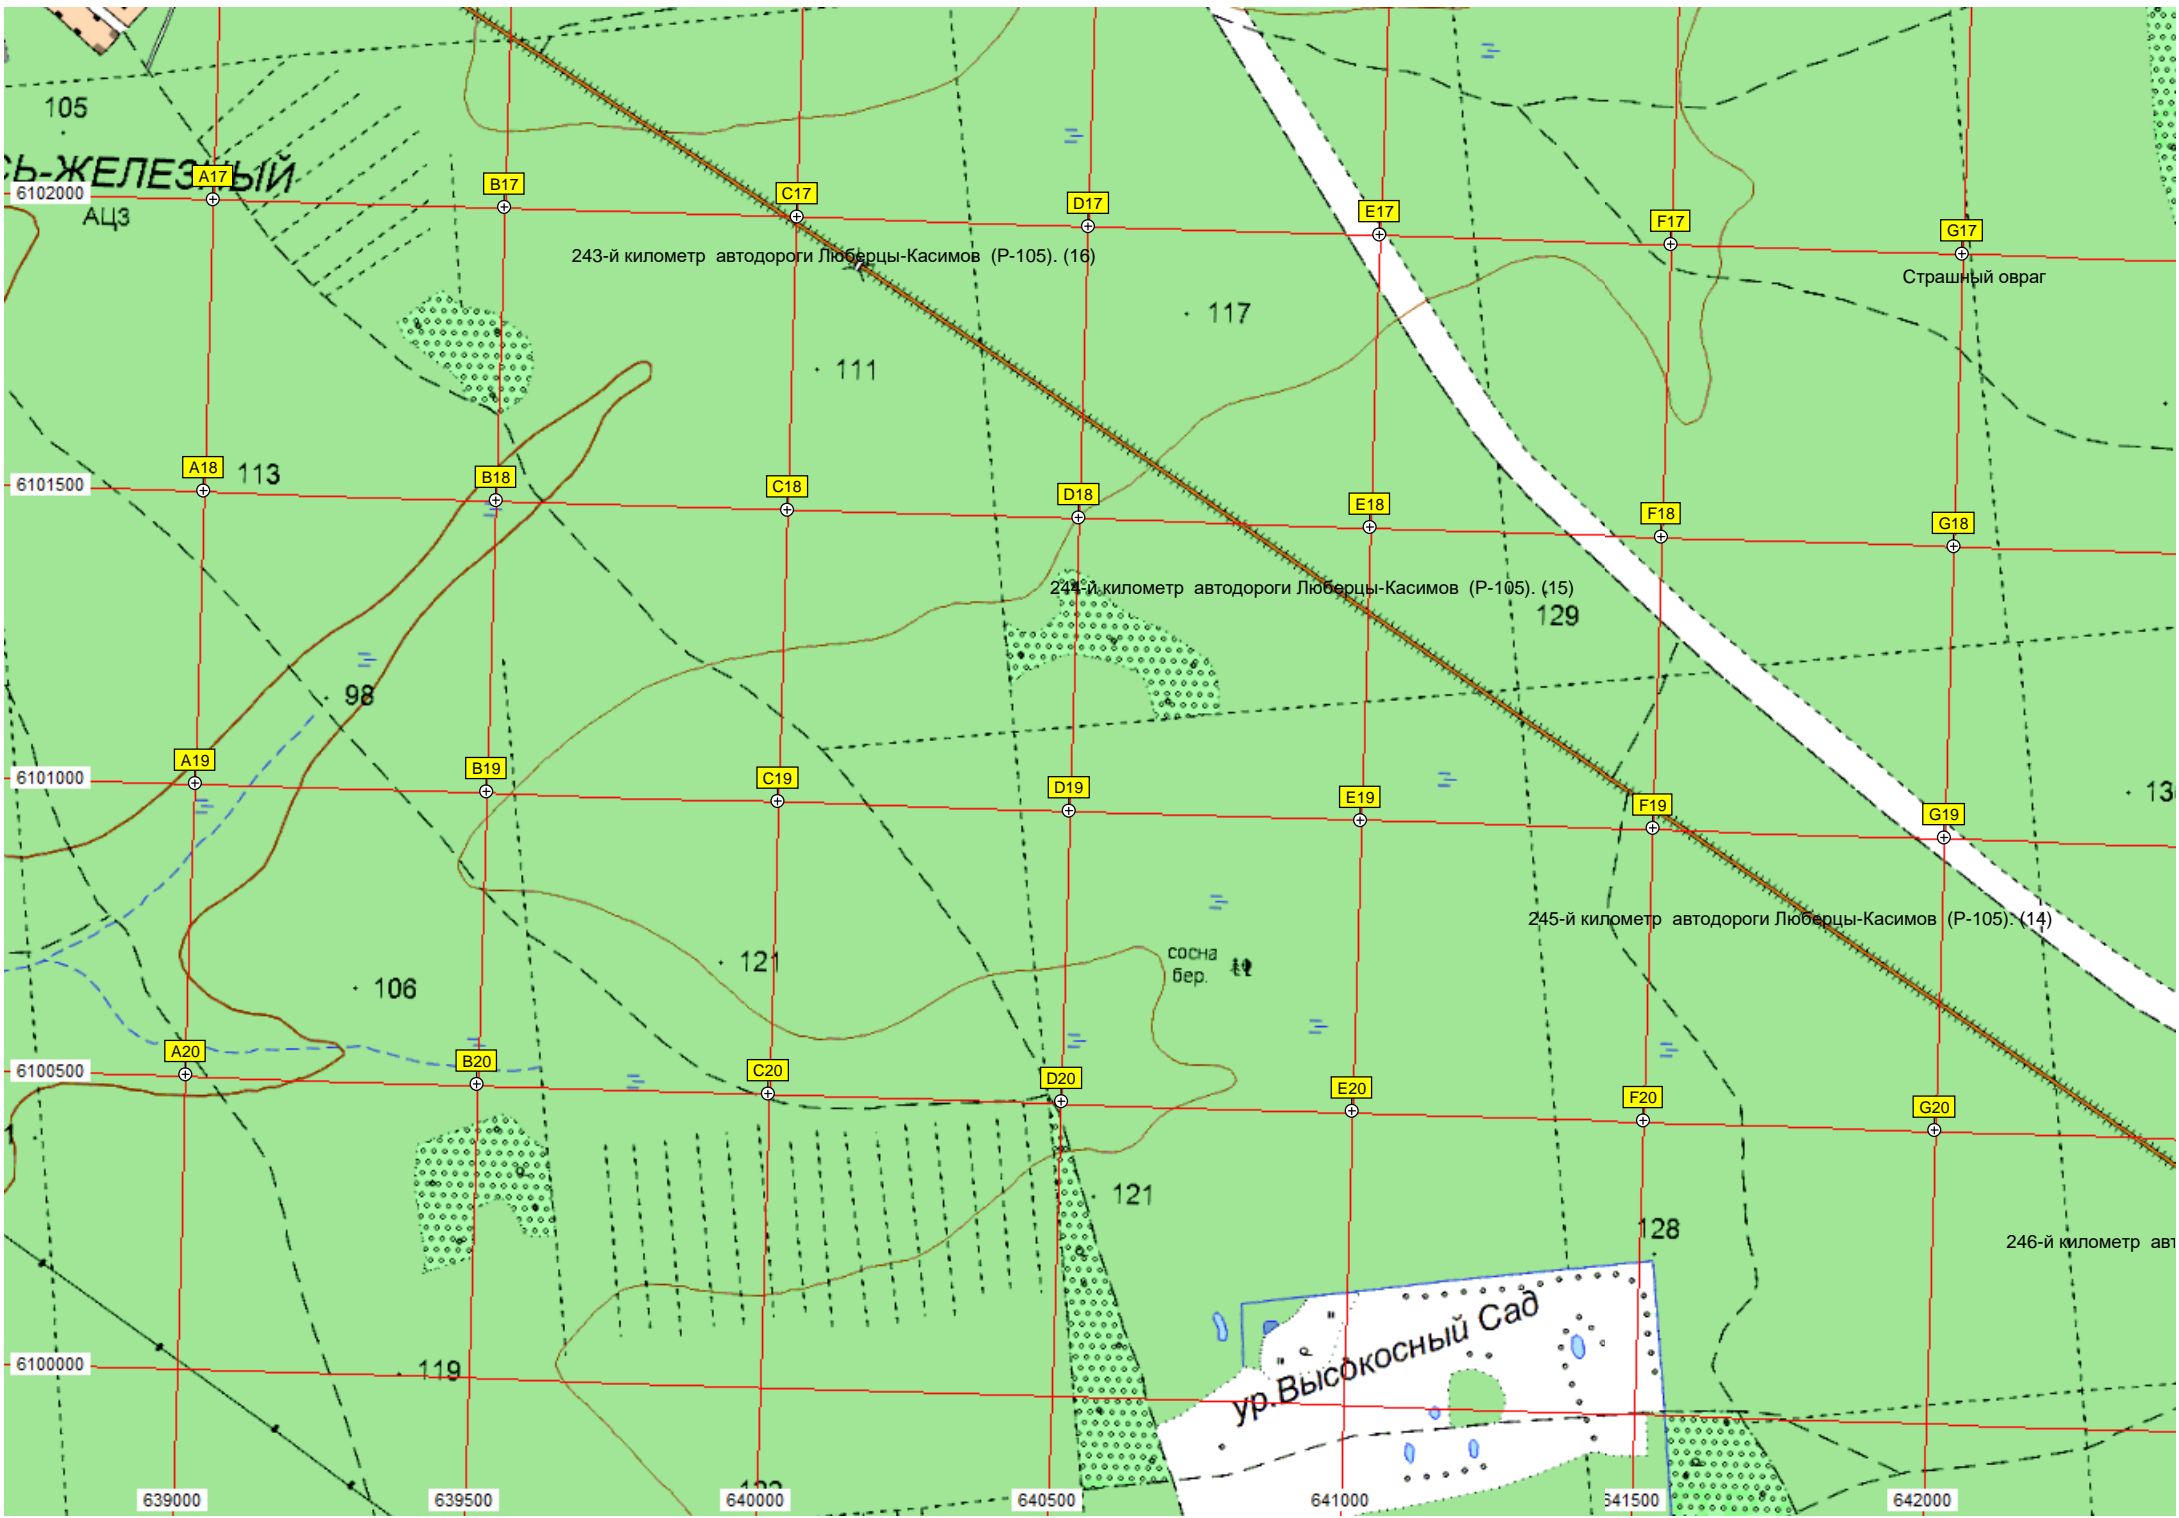 105
СЬ-ЖЕЛЕЗНЫЙ
АЦЗ
6102000
A17
B17
C17
D17
E17
F17
G17
243-й километр автодороги Люберцы-Касимов (Р-105). (16)
Страшный овраг
117
111
113
6101500
A18
B18
C18
D18
E18
F18
G18
244-й километр автодороги Люберцы-Касимов (Р-105). (15)
129
98
6101000
A19
B19
C19
D19
E19
F19
G19
245-й километр автодороги Люберцы-Касимов (Р-105). (14)
121
сосна
бер.
106
6100500
A20
B20
C20
D20
E20
F20
G20
121
128
246-й километр авт
ур.Высокосный Сад
6100000
119
639000
639500
640000
640500
641000
641500
642000